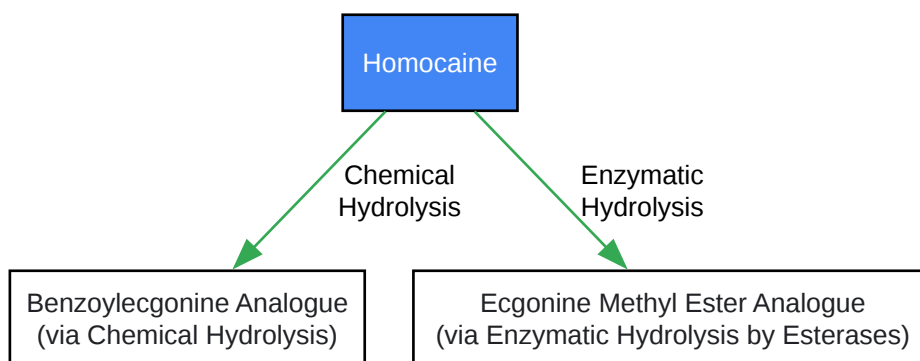 Homocaine
Chemical
Hydrolysis
Enzymatic
Hydrolysis
Benzoylecgonine Analogue
(via Chemical Hydrolysis)
Ecgonine Methyl Ester Analogue
(via Enzymatic Hydrolysis by Esterases)